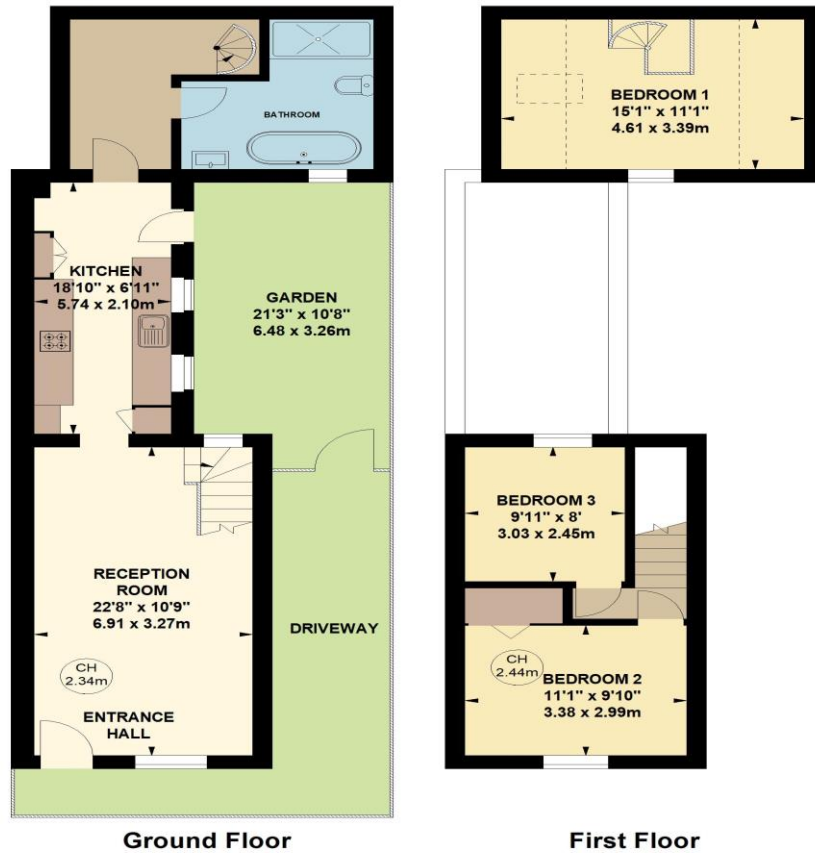 BATHROOM
KITCHEN
18'10" x 6'11"
5.74 x 2.10m
GARDEN
21'3" x 10'8"
6.48 x 3.26m
RECEPTION
ROOM
22'8" x 10'9"
6.91 x 3.27m
CH
2.34m
ENTRANCE
HALL
DRIVEWAY
Ground Floor
BEDROOM 1
15'1" x 11'1"
4.61 x 3.39m
BEDROOM 3
9'11" x 8'
3.03 x 2.45m
CH
2.44m
BEDROOM 2
11'1" x 9'10"
3.38 x 2.99m
First Floor